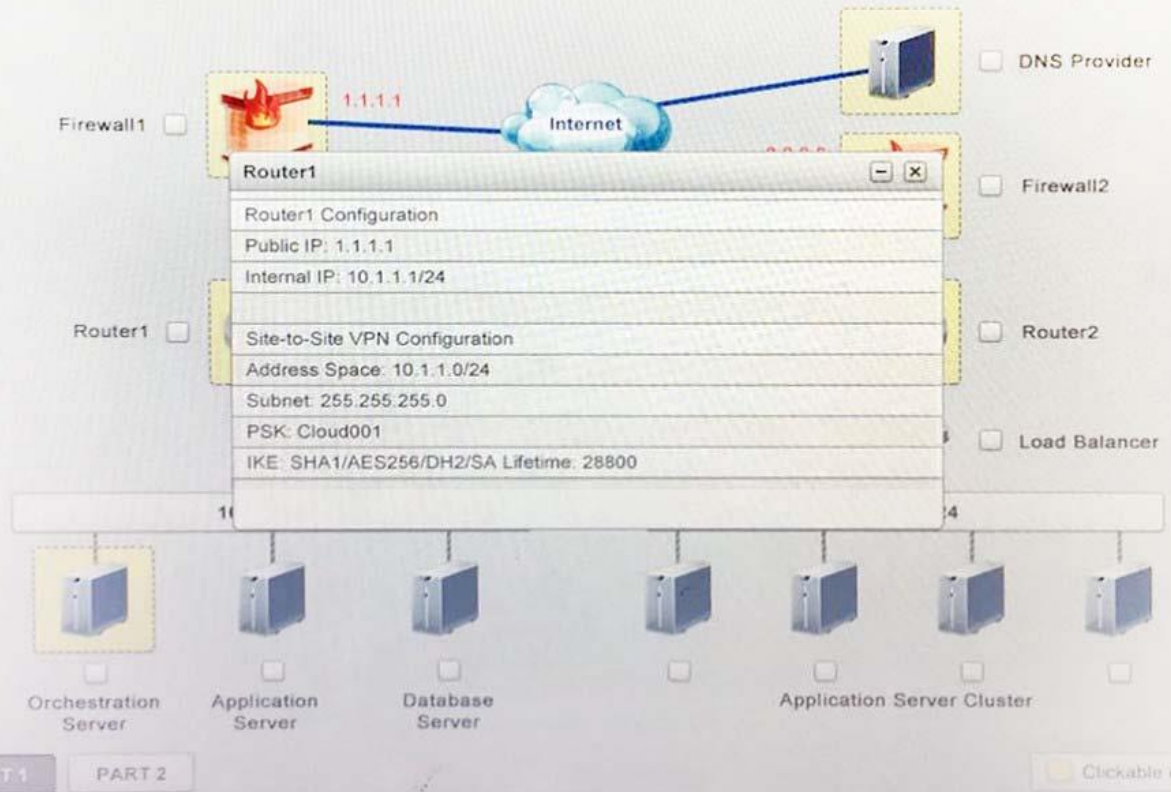 DNS Provider
1.1.1.1
Firewall1
Internet
Router1
Firewall2
Router1 Configuration
Public IP: 1.1.1.1
Internal IP: 10.1.1.1/24
Router1
Router2
Site-to-Site VPN Configuration
Address Space: 10.1.1.0/24
Subnet: 255.255.255.0
PSK: Cloud001
Load Balancer
IKE: SHA1/AES256/DH2/SA Lifetime: 28800
Orchestration
Server
Application
Server
Database
Server
Application Server Cluster
PART 2
Clickable